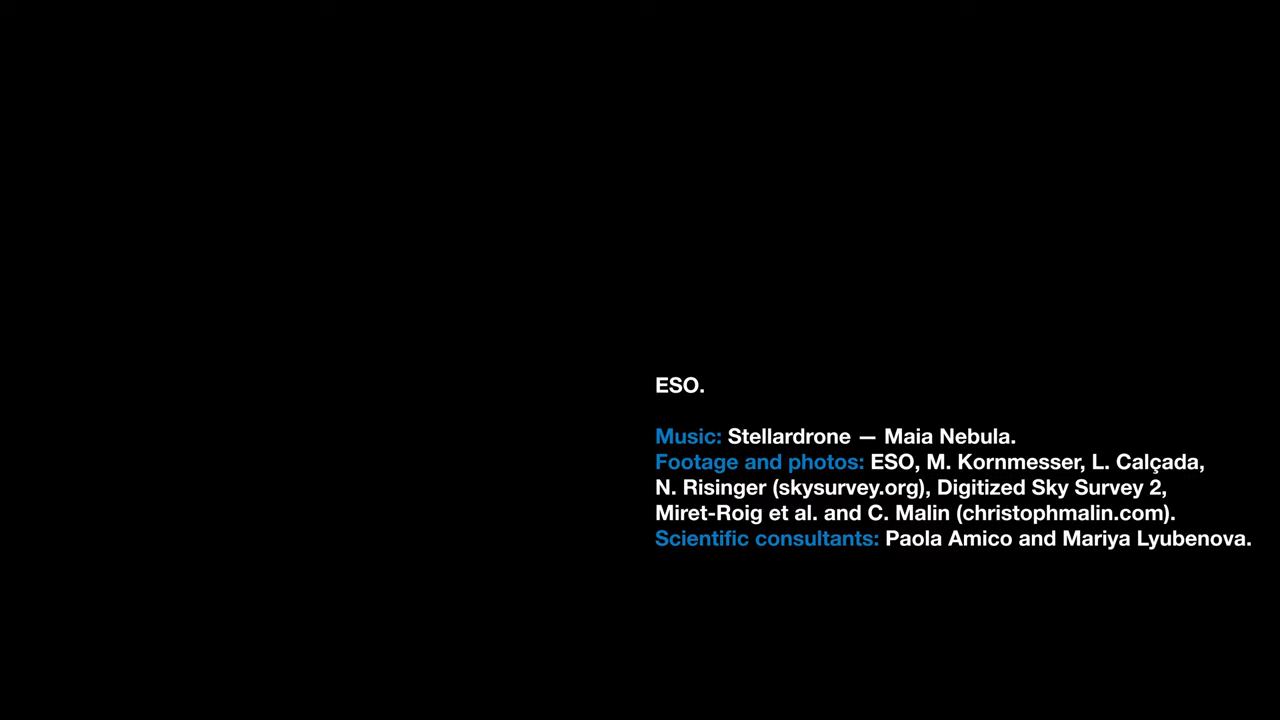 ESO.
Music: Stellardrone — Maia Nebula.
Footage and photos: ESO, M. Kornmesser, L. Calçada,
N. Risinger (skysurvey.org), Digitized Sky Survey 2,
Miret-Roig et al. and C. Malin (christophmalin.com).
Scientific consultants: Paola Amico and Mariya Lyubenova.